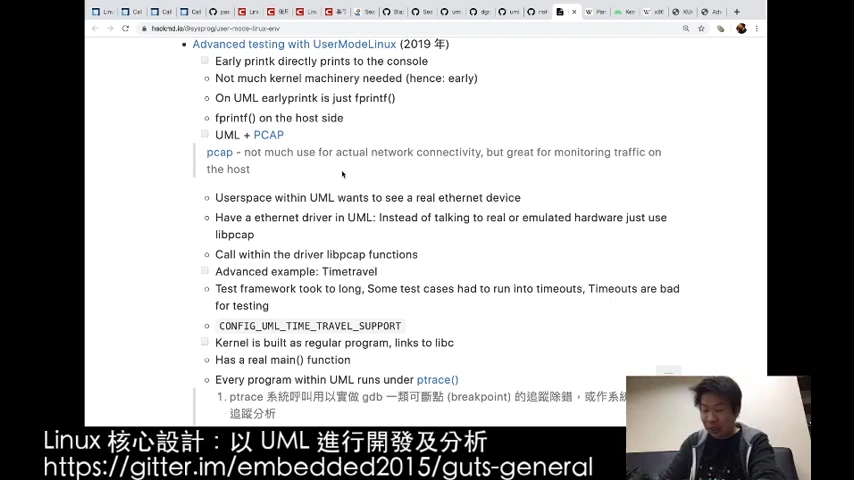 hackmd.io/@sysprog/user-mode-linux-env
Advanced testing with UserModeLinux (2019 年)
Early printk directly prints to the console
Not much kernel machinery needed (hence: early)
On UML earlyprintk is just fprintf()
fprintf() on the host side
UML + PCAP
pcap - not much use for actual network connectivity, but great for monitoring traffic on
the host
Userspace within UML wants to see a real ethernet device
Have a ethernet driver in UML: Instead of talking to real or emulated hardware just use
libpcap
Call within the driver libpcap functions
Advanced example: Timetravel
Test framework took to long, Some test cases had to run into timeouts, Timeouts are bad
for testing
CONFIG_UML_TIME_TRAVEL_SUPPORT
Kernel is built as regular program, links to libc
Has a real main() function
Every program within UML runs under ptrace()
1. ptrace 系統呼叫用以實做 gdb 一類可斷點 (breakpoint) 的追蹤除錯，或作系統
追蹤分析
Linux 核心設計：以 UML 進行開發及分析
https://gitter.im/embedded2015/guts-general